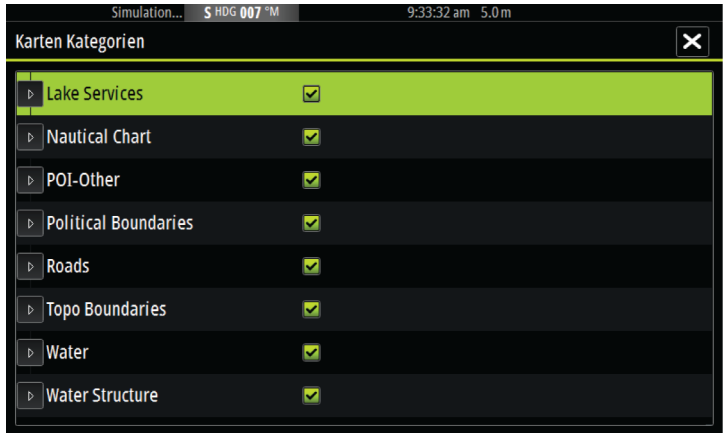 Simulation... S HDG 007 °M 9:33:32 am 5.0 m
Karten Kategorien
Lake Services
Nautical Chart
POI-Other
Political Boundaries
Roads
Topo Boundaries
Water
Water Structure